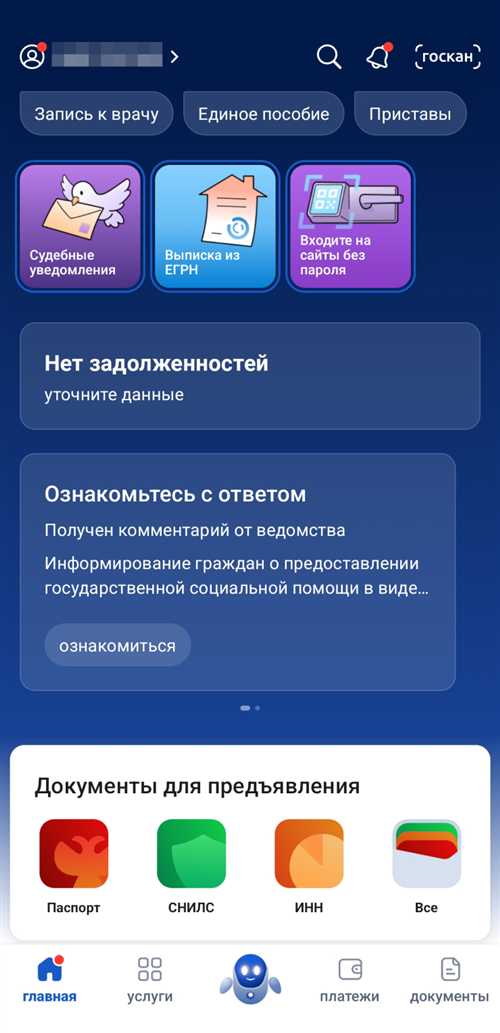 госкан
Запись к врачу
Единое пособие
Приставы
Судебные
уведомления
Выписка из
ЕГРН
Входите на
сайты без
пароля
Нет задолженностей
уточните данные
Ознакомьтесь с ответом
Получен комментарий от ведомства
Информирование граждан о предоставлении
государственной социальной помощи в виде...
ознакомиться
Документы для предъявления
Паспорт
СНИЛС
ИНН
Все
главная
услуги
платежи
документы